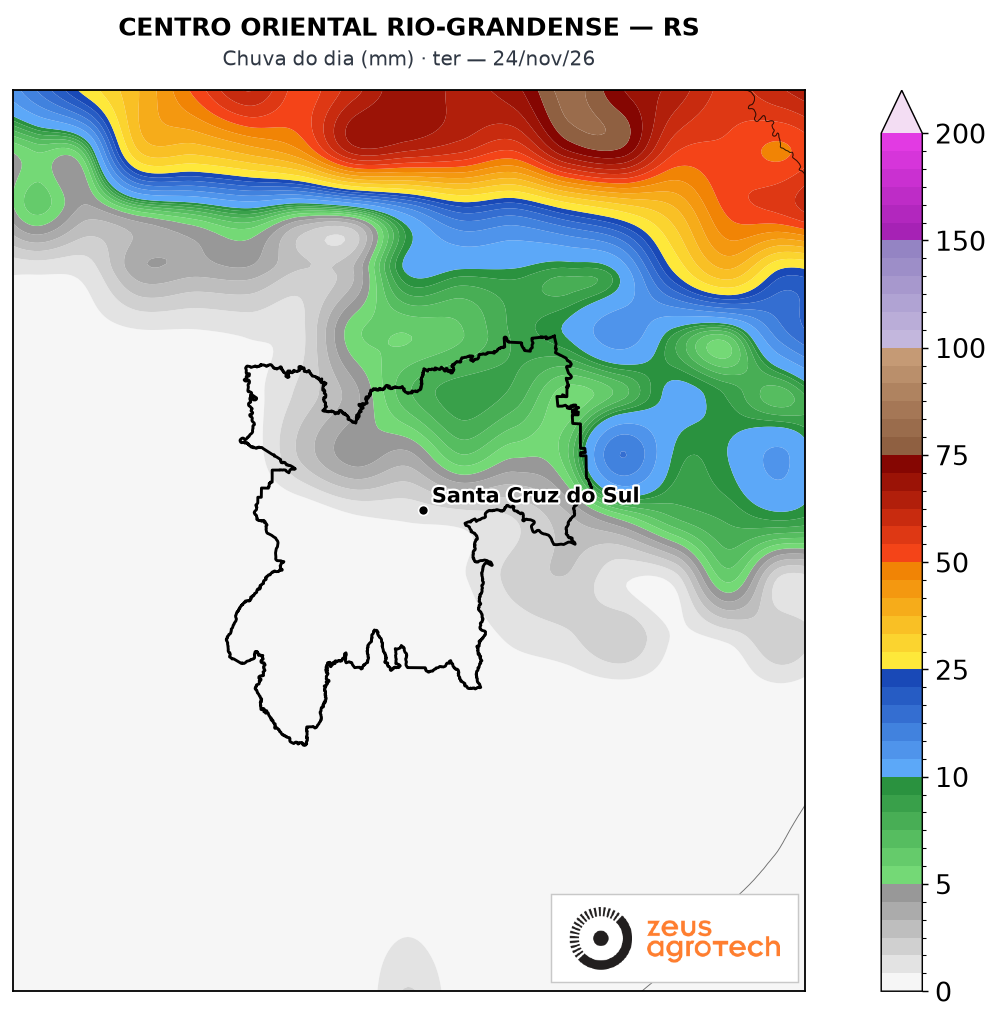 CENTRO ORIENTAL RIO-GRANDENSE — RS
Chuva do dia (mm) · ter — 24/nov/26
200
150
100
75
50
25
10
5
0
Santa Cruz do Sul
zeus
agrotech